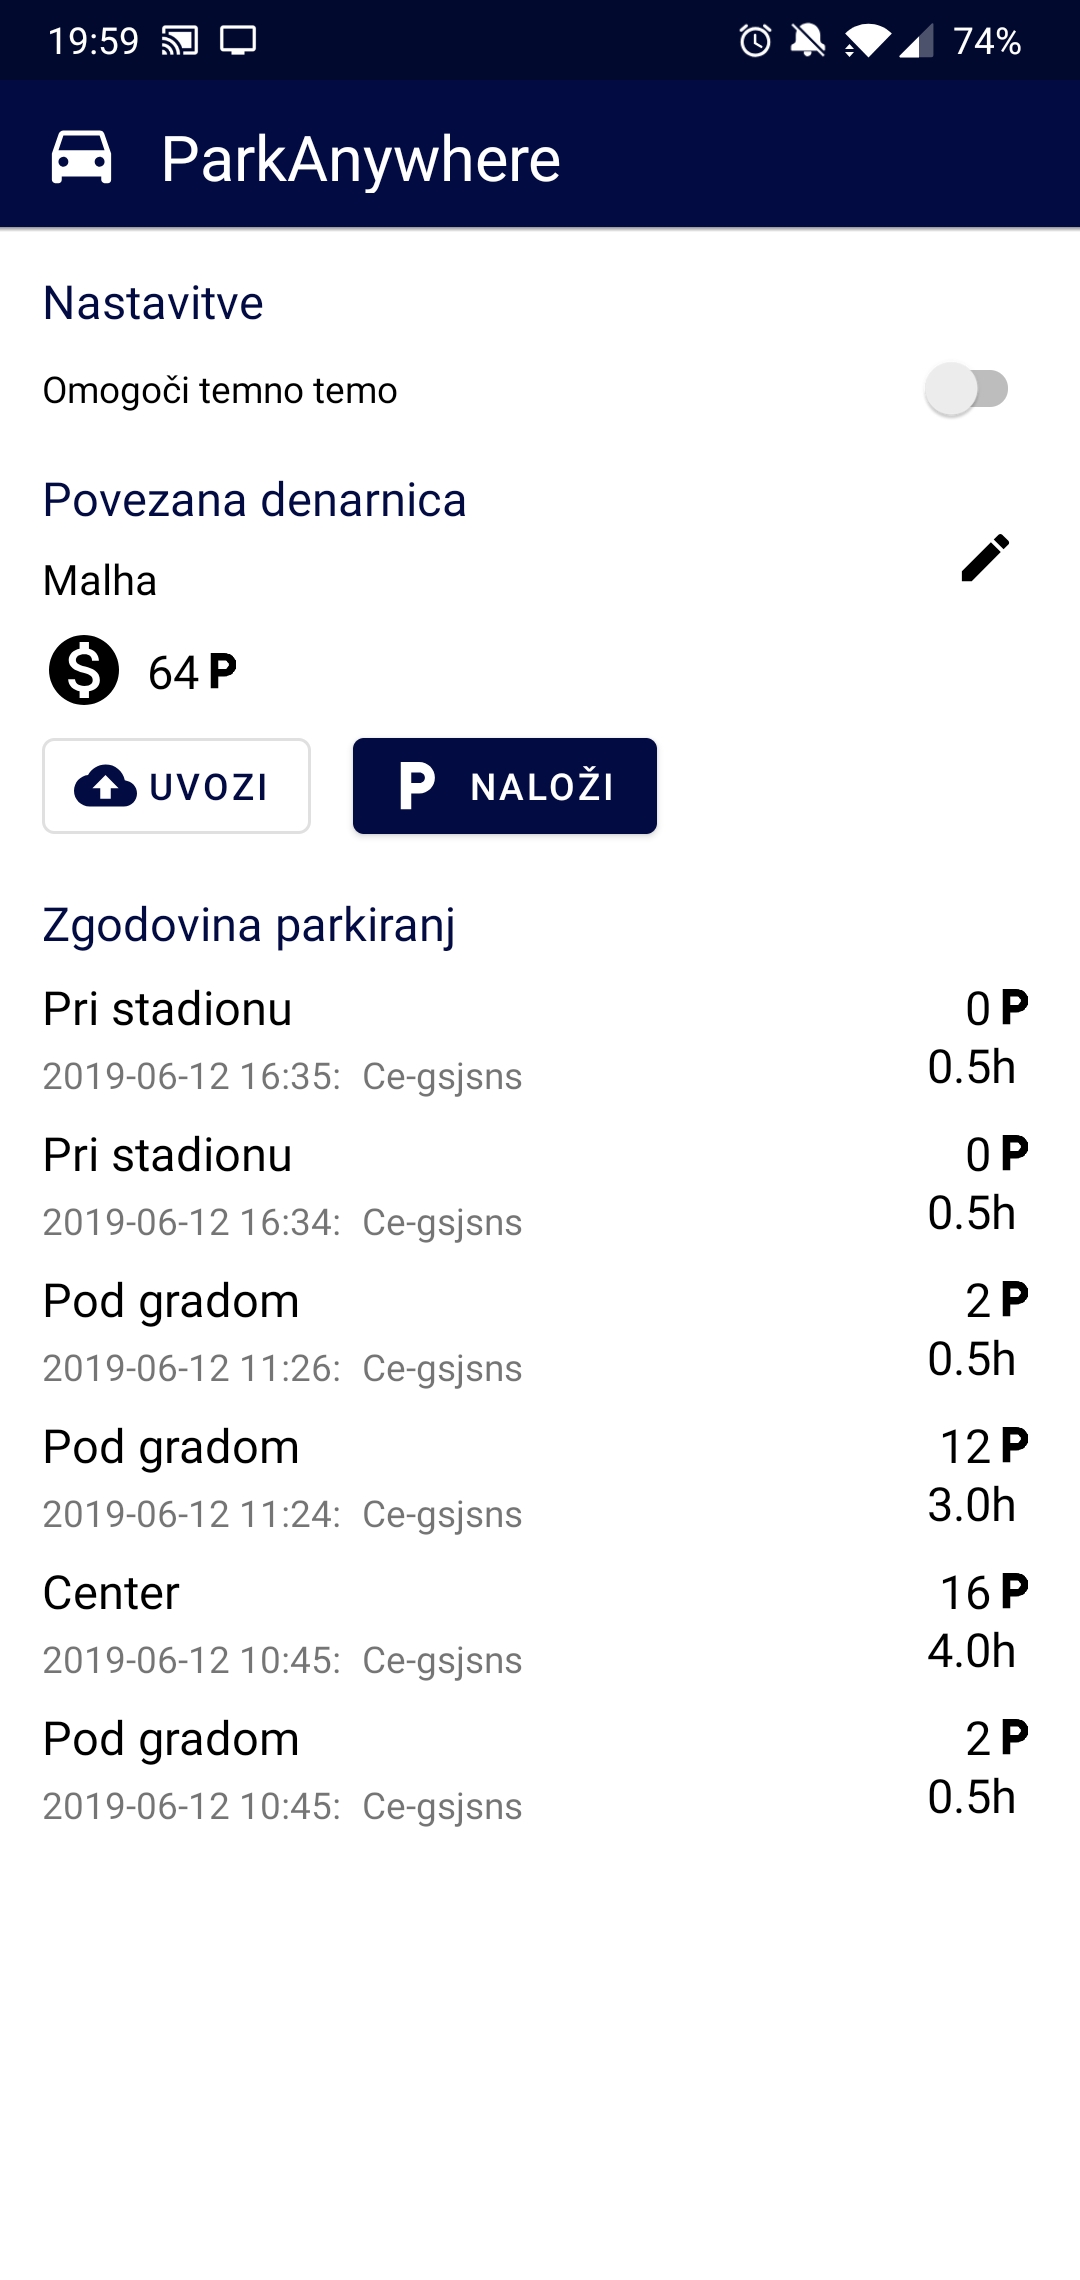 19:59 74%
ParkAnywhere
Nastavitve
Omogoči temno temo
Povezana denarnica
Malha
$ 64 P
UVOZI P NALOŽI
Zgodovina parkiranj
Pri stadionu 0 P
2019-06-12 16:35: Ce-gsjsns 0.5h
Pri stadionu 0 P
2019-06-12 16:34: Ce-gsjsns 0.5h
Pod gradom 2 P
2019-06-12 11:26: Ce-gsjsns 0.5h
Pod gradom 12 P
2019-06-12 11:24: Ce-gsjsns 3.0h
Center 16 P
2019-06-12 10:45: Ce-gsjsns 4.0h
Pod gradom 2 P
2019-06-12 10:45: Ce-gsjsns 0.5h